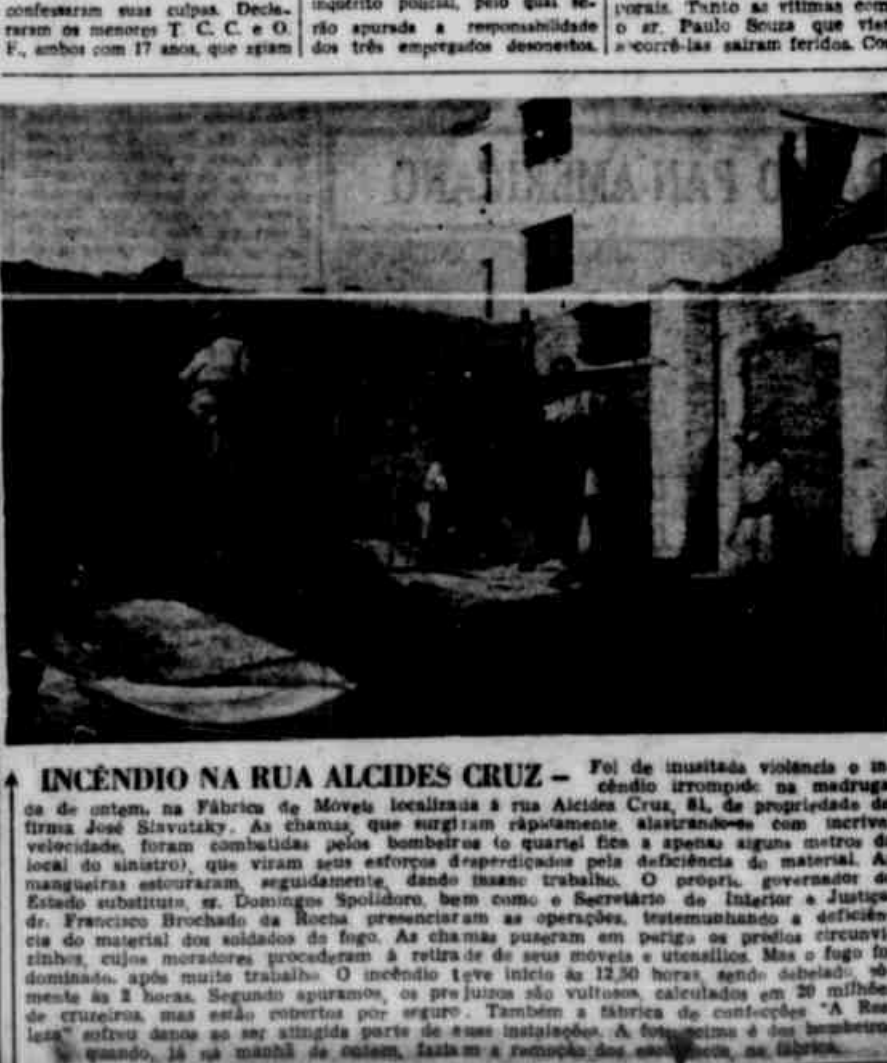 confessaram suas culpas. Decla-
raram os menores T. C. C. e O.
F., ambos com 17 anos, que agiam
inquérito policial, pelo qual se-
rão apurada a responsabilidade
dos três empregados desonestos.
porais. Tanto as vítimas com
o sr. Paulo Souza que vier
socorrê-las sairam feridos. Co
INCÊNDIO NA RUA ALCIDES CRUZ — Foi de inusitada violência o in
cêndio irrompido na madruga
da de ontem, na Fábrica de Móveis localizada à rua Alcides Cruz, 81, de propriedade da
firma José Slavutzky. As chamas, que surgiram ràpidamente, alastrando-se com incrível
velocidade, foram combatidas pelos bombeiros (o quartel fica a apenas alguns metros do
local do sinistro), que viram seus esforços desperdiçados pela deficiência do material. As
mangueiras estouraram, seguidamente, dando insano trabalho. O próprio governador do
Estado substituto, sr. Domingos Spolidoro, bem como o Secretário do Interior e Justiça
dr. Francisco Brochado da Rocha presenciaram as operações, testemunhando a deficiên
cia do material dos soldados do fogo. As chamas puseram em perigo os prédios circunvi
zinhos, cujos moradores procederam à retirada de seus móveis e utensílios. Mas o fogo foi
dominado, após muito trabalho. O incêndio teve início às 12,50 horas, sendo debelado sò
mente às 2 horas. Segundo apuramos, os prejuizos são vultosos, calculados em 20 milhões
de cruzeiros, mas estão cobertos por seguro. Também a fábrica de confecções "A Rea
leza" sofreu danos ao ser atingida parte de suas instalações. A foto acima é dos bombeiros
quando, já na manhã de ontem, faziam a remoção dos na fábrica.